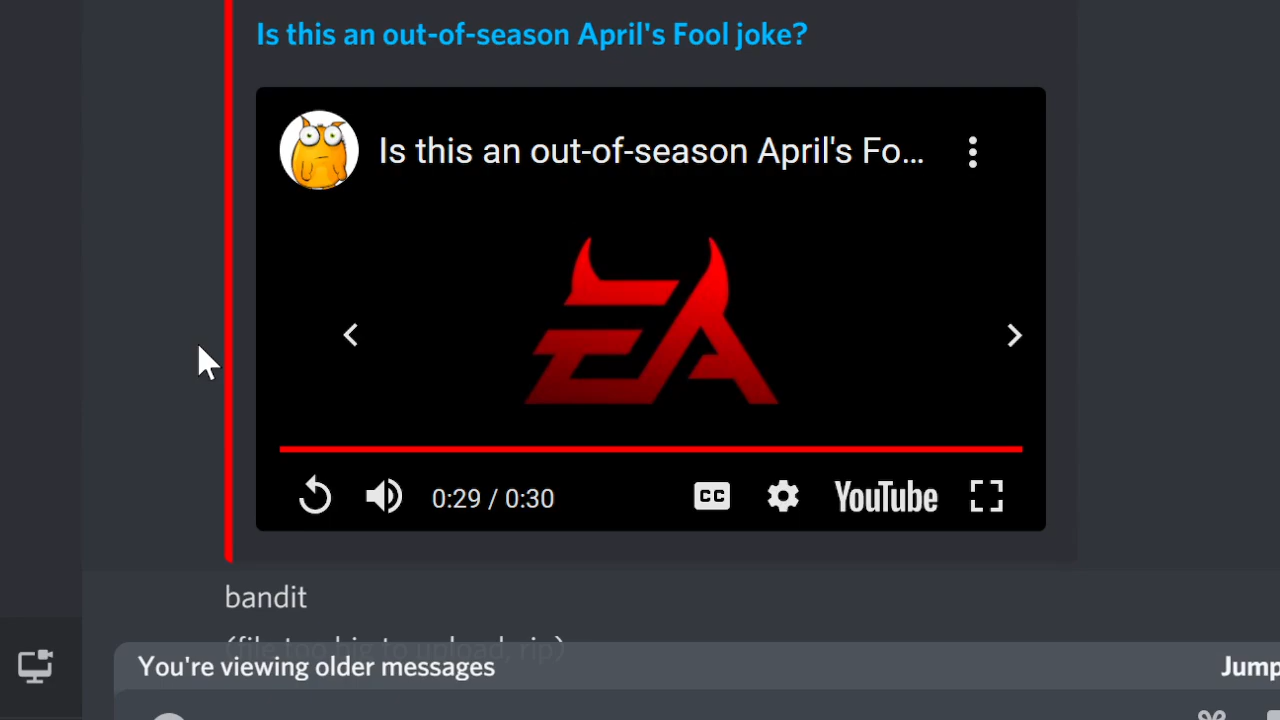 Is this an out-of-season April's Fool joke?
Is this an out-of-season April's Fo...
EA
0:29 / 0:30
CC
YouTube
bandit
(file too big to upload, rip)
You're viewing older messages
Jump